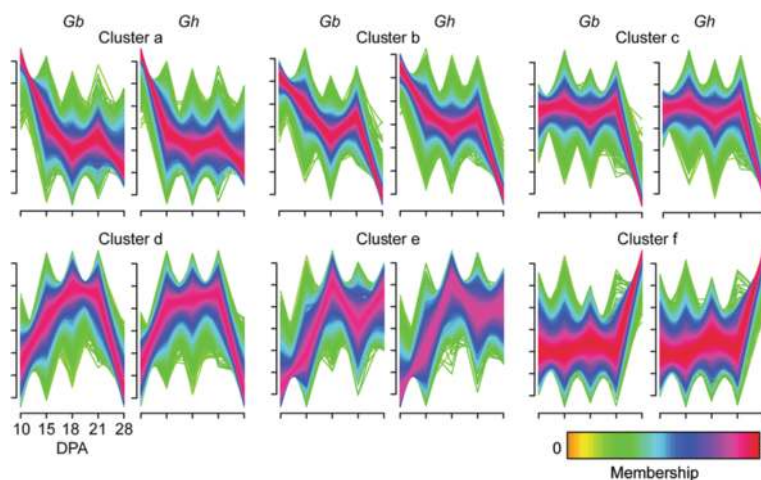 Gb Gh Gb Gh Gb Gh
Cluster a Cluster b Cluster c
Cluster d Cluster e Cluster f
10 15 18 21 28
DPA
0
Membership